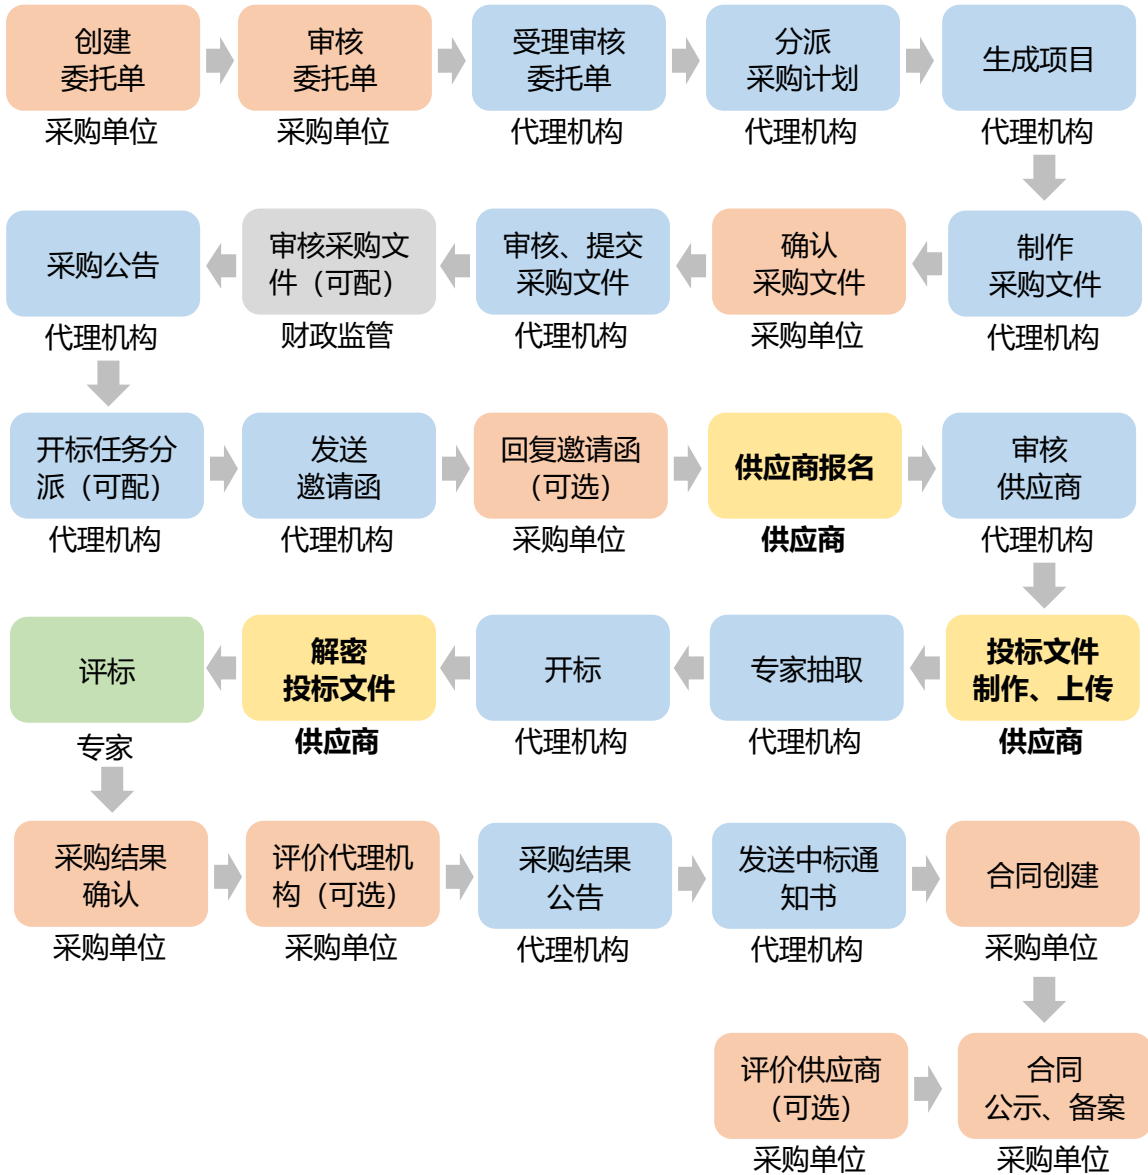 创建
委托单
采购单位
审核
委托单
采购单位
受理审核
委托单
代理机构
分派
采购计划
代理机构
生成项目
代理机构
制作
采购文件
代理机构
确认
采购文件
采购单位
审核、提交
采购文件
代理机构
审核采购文
件（可配）
财政监管
采购公告
代理机构
开标任务分
派（可配）
代理机构
发送
邀请函
代理机构
回复邀请函
（可选）
采购单位
供应商报名
供应商
审核
供应商
代理机构
投标文件
制作、上传
供应商
专家抽取
代理机构
开标
代理机构
解密
投标文件
供应商
评标
专家
采购结果
确认
采购单位
评价代理机
构（可选）
采购单位
采购结果
公告
代理机构
发送中标通
知书
代理机构
合同创建
采购单位
评价供应商
（可选）
采购单位
合同
公示、备案
采购单位